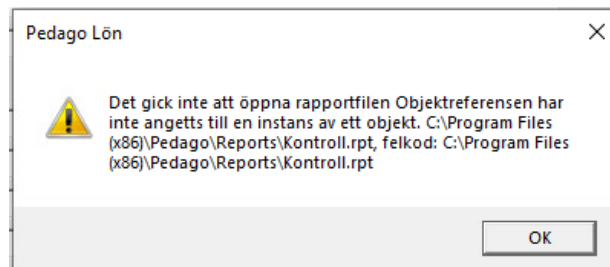 Pedago Lön
Det gick inte att öppna rapportfilen Objektreferensen har
inte angetts till en instans av ett objekt. C:\Program Files
(x86)\Pedago\Reports\Kontroll.rpt, felkod: C:\Program Files
(x86)\Pedago\Reports\Kontroll.rpt
OK